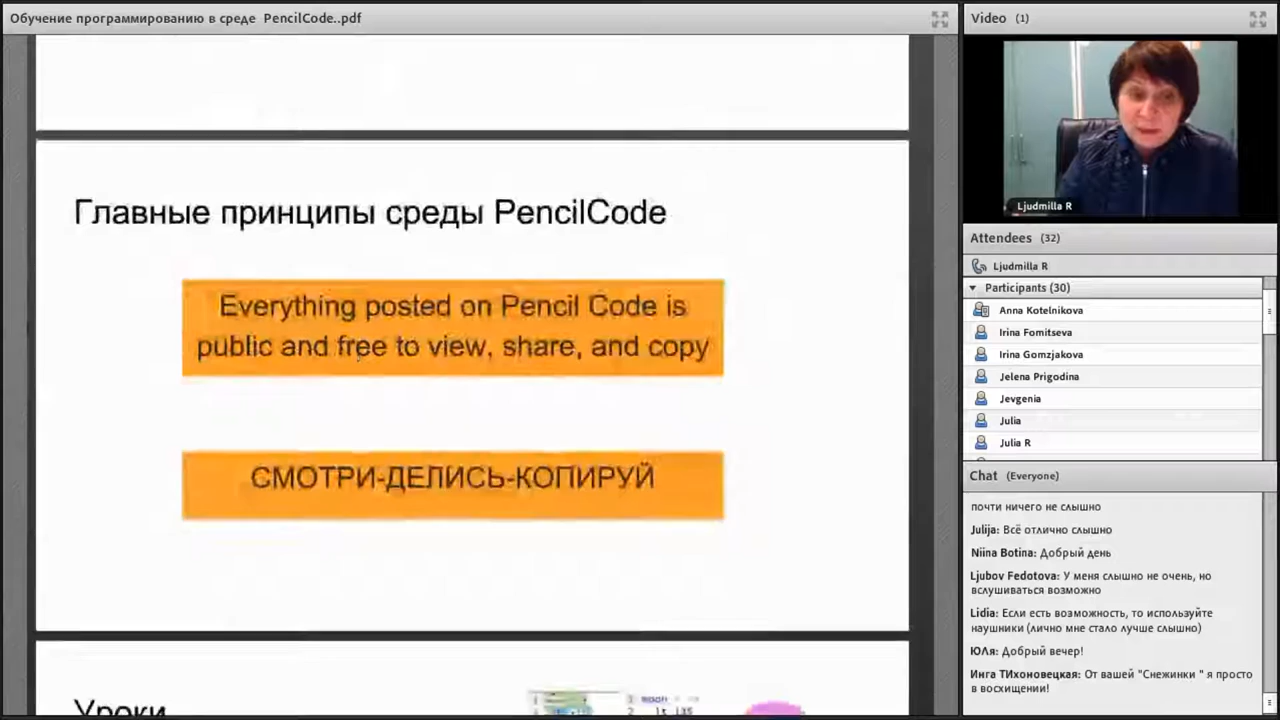 Обучение программированию в среде PencilCode..pdf
Главные принципы среды PencilCode
Everything posted on Pencil Code is
public and free to view, share, and copy
СМОТРИ-ДЕЛИСЬ-КОПИРУЙ
Уроки
Video (1)
Ljudmilla R
Attendees (32)
Ljudmilla R
Participants (30)
Anna Kotelnikova
Irina Fomitseva
Irina Gomzjakova
Jelena Prigodina
Jevgenia
Julia
Julia R
Chat (Everyone)
почти ничего не слышно
Julija: Всё отлично слышно
Niina Botina: Добрый день
Ljubov Fedotova: У меня слышно не очень, но
вслушиваться возможно
Lidia: Если есть возможность, то используйте
наушники (лично мне стало лучше слышно)
ЮЛя: Добрый вечер!
Инга ТИхоновецкая: От вашей "Снежинки " я просто
в восхищении!